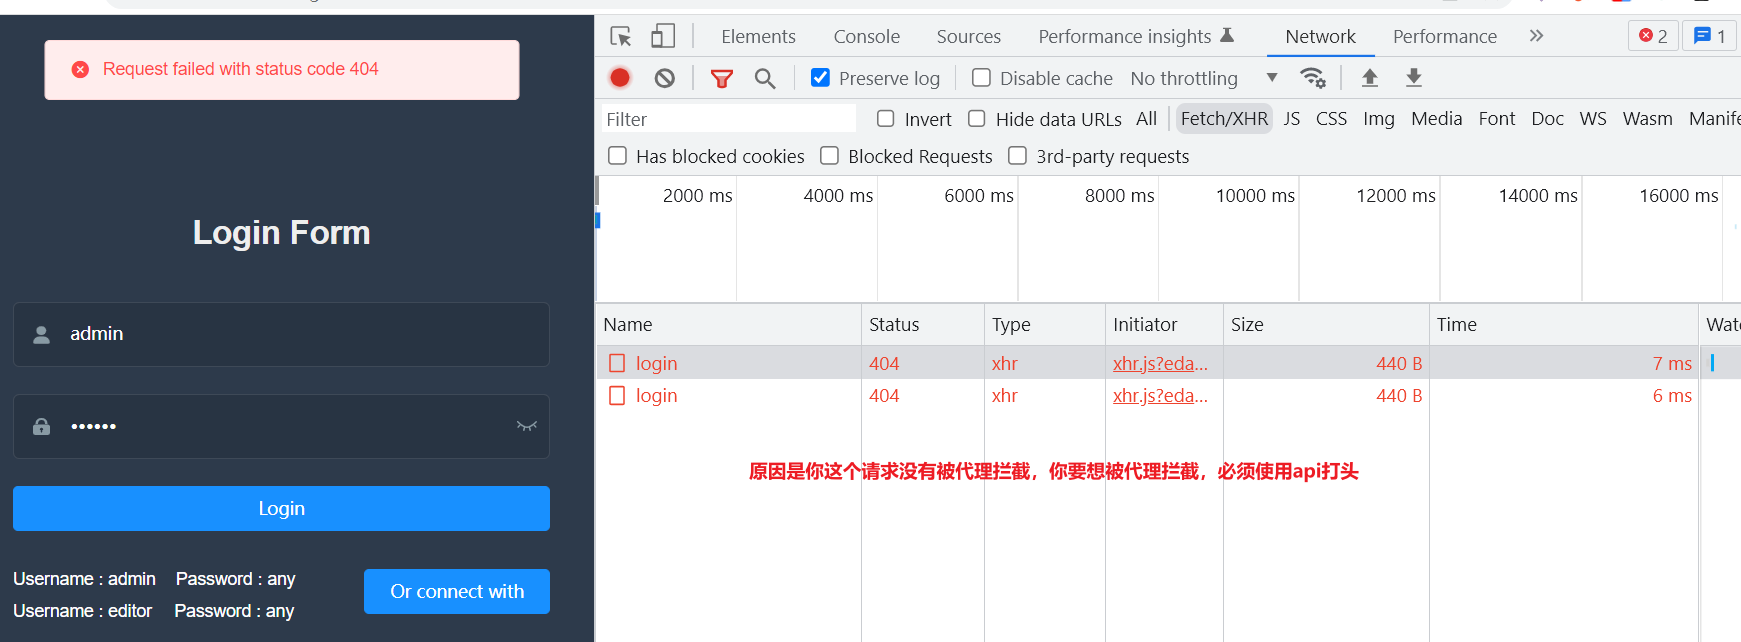 Request failed with status code 404
Login Form
admin
••••••
Login
Username : admin Password : any
Username : editor Password : any
Or connect with
Elements Console Sources Performance insights Network Performance
2
1
Preserve log Disable cache No throttling
Filter Invert Hide data URLs All Fetch/XHR JS CSS Img Media Font Doc WS Wasm Manife
Has blocked cookies Blocked Requests 3rd-party requests
2000 ms 4000 ms 6000 ms 8000 ms 10000 ms 12000 ms 14000 ms 16000 ms
Name Status Type Initiator Size Time Wat
login 404 xhr xhr.js?eda... 440 B 7 ms
login 404 xhr xhr.js?eda... 440 B 6 ms
原因是你这个请求没有被代理拦截，你要想被代理拦截，必须使用api打头